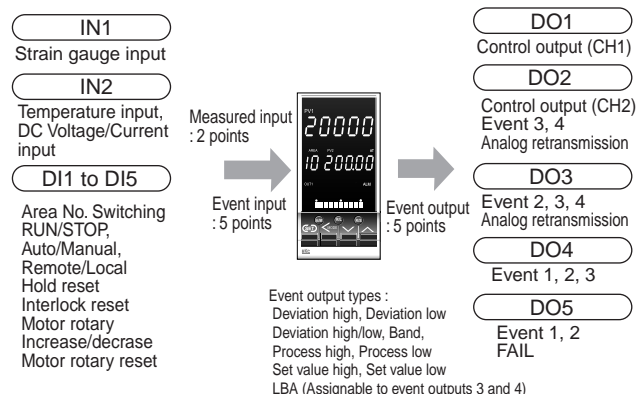 IN1
Strain gauge input
IN2
Temperature input,
DC Voltage/Current
input
DI1 to DI5
Area No. Switching
RUN/STOP,
Auto/Manual,
Remote/Local
Hold reset
Interlock reset
Motor rotary
Increase/decrase
Motor rotary reset
Measured input
: 2 points
Event input
: 5 points
PV1
20000
AREA PV2
10 200.00
OUT1 ALM
MODE
Event output
: 5 points
Event output types :
Deviation high, Deviation low
Deviation high/low, Band,
Process high, Process low
Set value high, Set value low
LBA (Assignable to event outputs 3 and 4)
DO1
Control output (CH1)
DO2
Control output (CH2)
Event 3, 4
Analog retransmission
DO3
Event 2, 3, 4
Analog retransmission
DO4
Event 1, 2, 3
DO5
Event 1, 2
FAIL